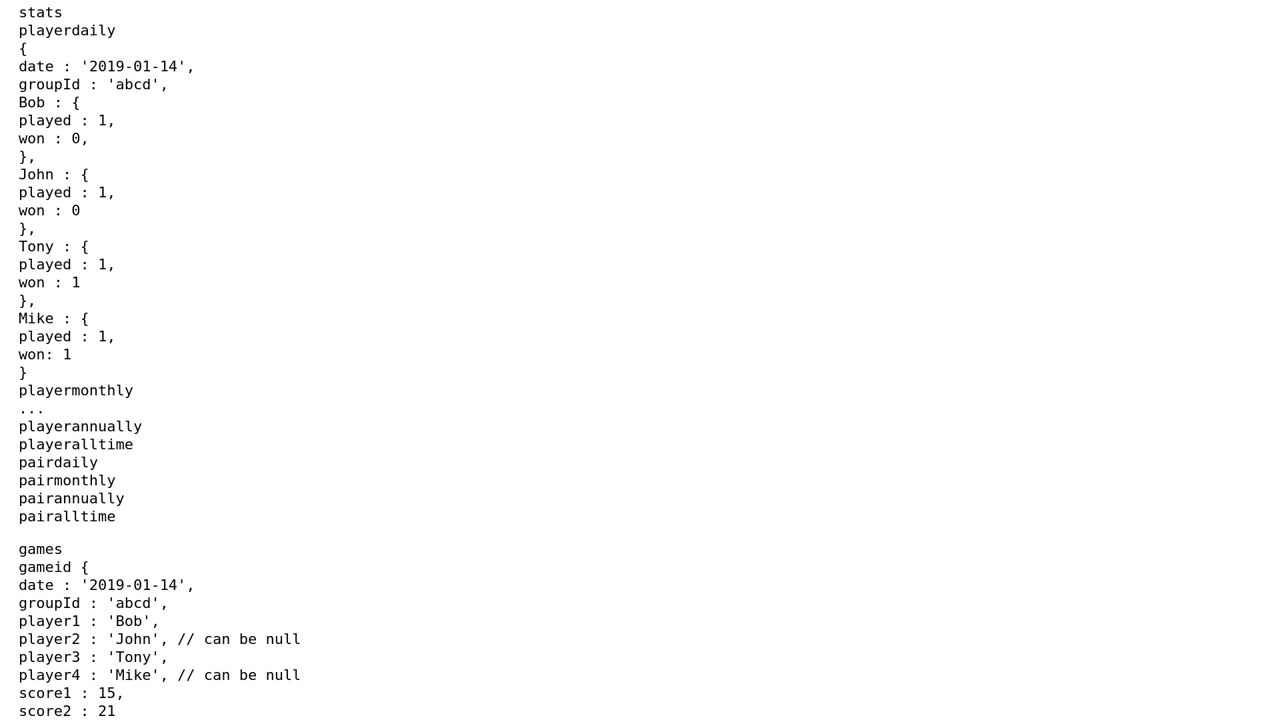 stats
playerdaily
{
date : '2019-01-14',
groupId : 'abcd',
Bob : {
played : 1,
won : 0,
},
John : {
played : 1,
won : 0
},
Tony : {
played : 1,
won : 1
},
Mike : {
played : 1,
won: 1
}
playermonthly
...
playerannually
playeralltime
pairdaily
pairmonthly
pairannually
pairalltime
games
gameid {
date : '2019-01-14',
groupId : 'abcd',
player1 : 'Bob',
player2 : 'John', // can be null
player3 : 'Tony',
player4 : 'Mike', // can be null
score1 : 15,
score2 : 21